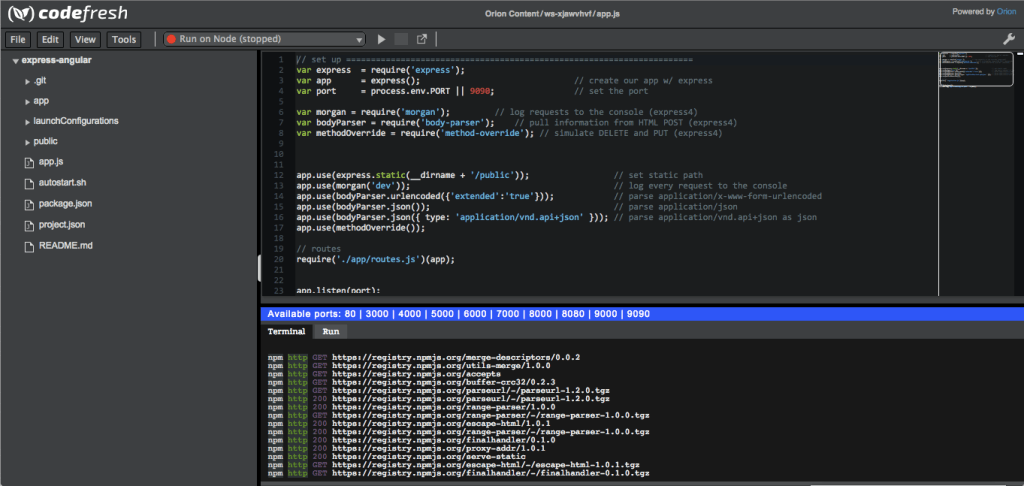 codefresh
Orion Content / ws-xjawvhvf / app.js
Powered by Orion
File Edit View Tools Run on Node (stopped)
express-angular
.git
app
launchConfigurations
public
app.js
autostart.sh
package.json
project.json
README.md
1 // set up ======================================================================
2 var express  = require('express');
3 var app      = express(); // create our app w/ express
4 var port     = process.env.PORT || 9090; // set the port
5
6 var morgan = require('morgan'); // log requests to the console (express4)
7 var bodyParser = require('body-parser'); // pull information from HTML POST (express4)
8 var methodOverride = require('method-override'); // simulate DELETE and PUT (express4)
9
10
11
12 app.use(express.static(__dirname + '/public')); // set static path
13 app.use(morgan('dev')); // log every request to the console
14 app.use(bodyParser.urlencoded({'extended':'true'})); // parse application/x-www-form-urlencoded
15 app.use(bodyParser.json()); // parse application/json
16 app.use(bodyParser.json({ type: 'application/vnd.api+json' })); // parse application/vnd.api+json as json
17 app.use(methodOverride());
18
19 // routes
20 require('./app/routes.js')(app);
21
22
23 app.listen(port);
Available ports: 80 | 3000 | 4000 | 5000 | 6000 | 7000 | 8000 | 8080 | 9000 | 9090
Terminal Run
npm http GET https://registry.npmjs.org/merge-descriptors/0.0.2
npm http GET https://registry.npmjs.org/utils-merge/1.0.0
npm http GET https://registry.npmjs.org/accepts
npm http GET https://registry.npmjs.org/buffer-crc32/0.2.3
npm http GET https://registry.npmjs.org/parseurl/-/parseurl-1.2.0.tgz
npm http 200 https://registry.npmjs.org/parseurl/-/parseurl-1.2.0.tgz
npm http 200 https://registry.npmjs.org/range-parser/1.0.0
npm http GET https://registry.npmjs.org/range-parser/-/range-parser-1.0.0.tgz
npm http 200 https://registry.npmjs.org/escape-html/1.0.1
npm http 200 https://registry.npmjs.org/range-parser/-/range-parser-1.0.0.tgz
npm http 200 https://registry.npmjs.org/finalhandler/0.1.0
npm http 200 https://registry.npmjs.org/proxy-addr/1.0.1
npm http 200 https://registry.npmjs.org/serve-static
npm http GET https://registry.npmjs.org/escape-html/-/escape-html-1.0.1.tgz
npm http GET https://registry.npmjs.org/finalhandler/-/finalhandler-0.1.0.tgz